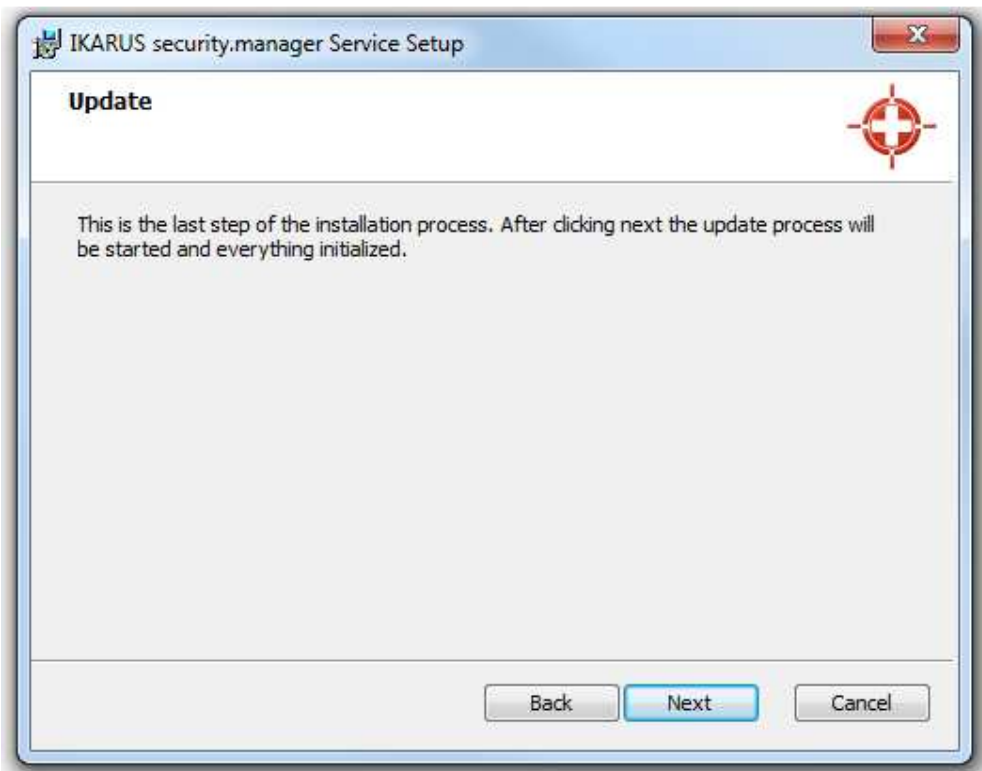 IKARUS security.manager Service Setup
Update
This is the last step of the installation process. After clicking next the update process will
be started and everything initialized.
Back Next Cancel